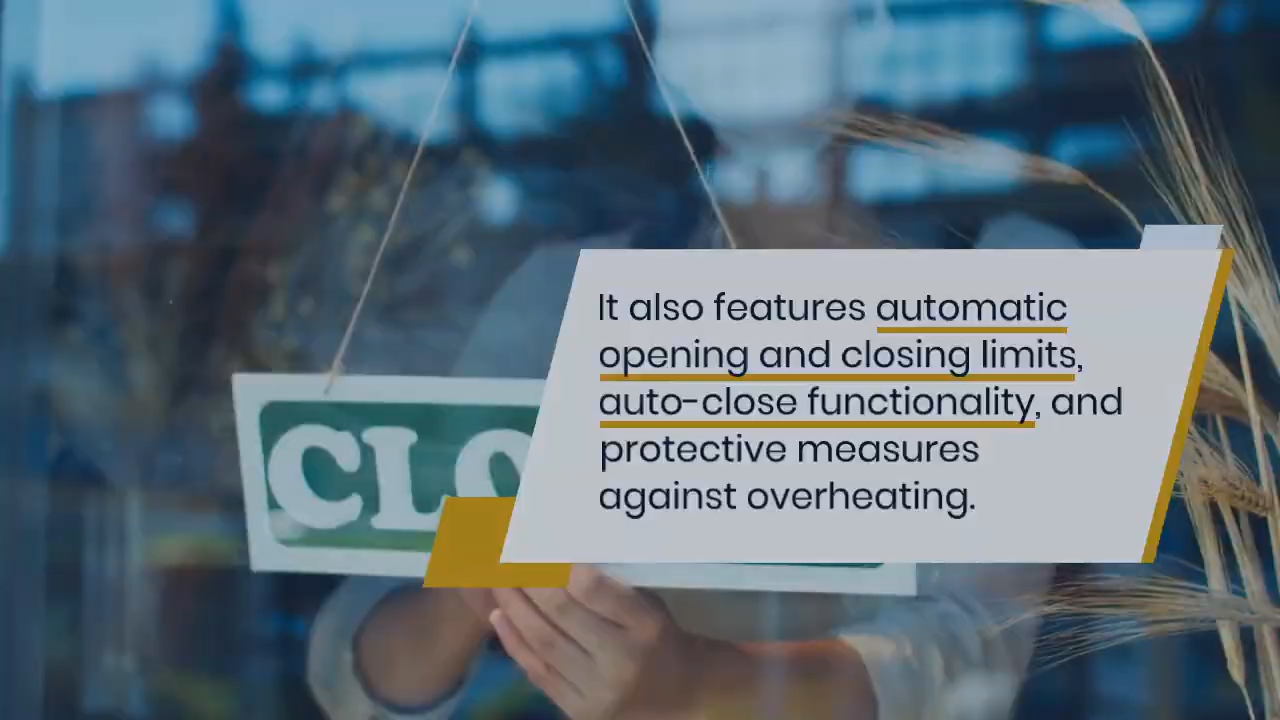 It also features automatic
opening and closing limits,
auto-close functionality, and
protective measures
against overheating.
CLO